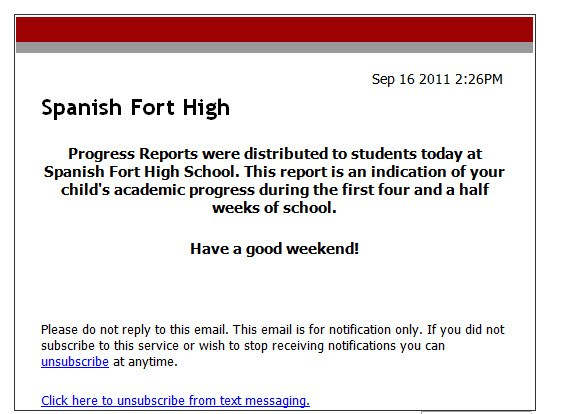 Sep 16 2011 2:26PM
Spanish Fort High
Progress Reports were distributed to students today at
Spanish Fort High School. This report is an indication of your
child's academic progress during the first four and a half
weeks of school.
Have a good weekend!
Please do not reply to this email. This email is for notification only. If you did not
subscribe to this service or wish to stop receiving notifications you can
unsubscribe at anytime.
Click here to unsubscribe from text messaging.